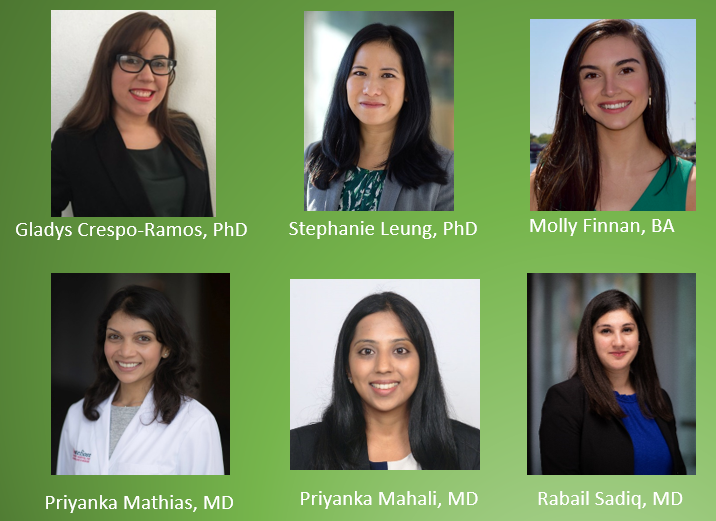 Gladys Crespo-Ramos, PhD
Stephanie Leung, PhD
Molly Finnan, BA
Priyanka Mathias, MD
Priyanka Mahali, MD
Rabail Sadiq, MD